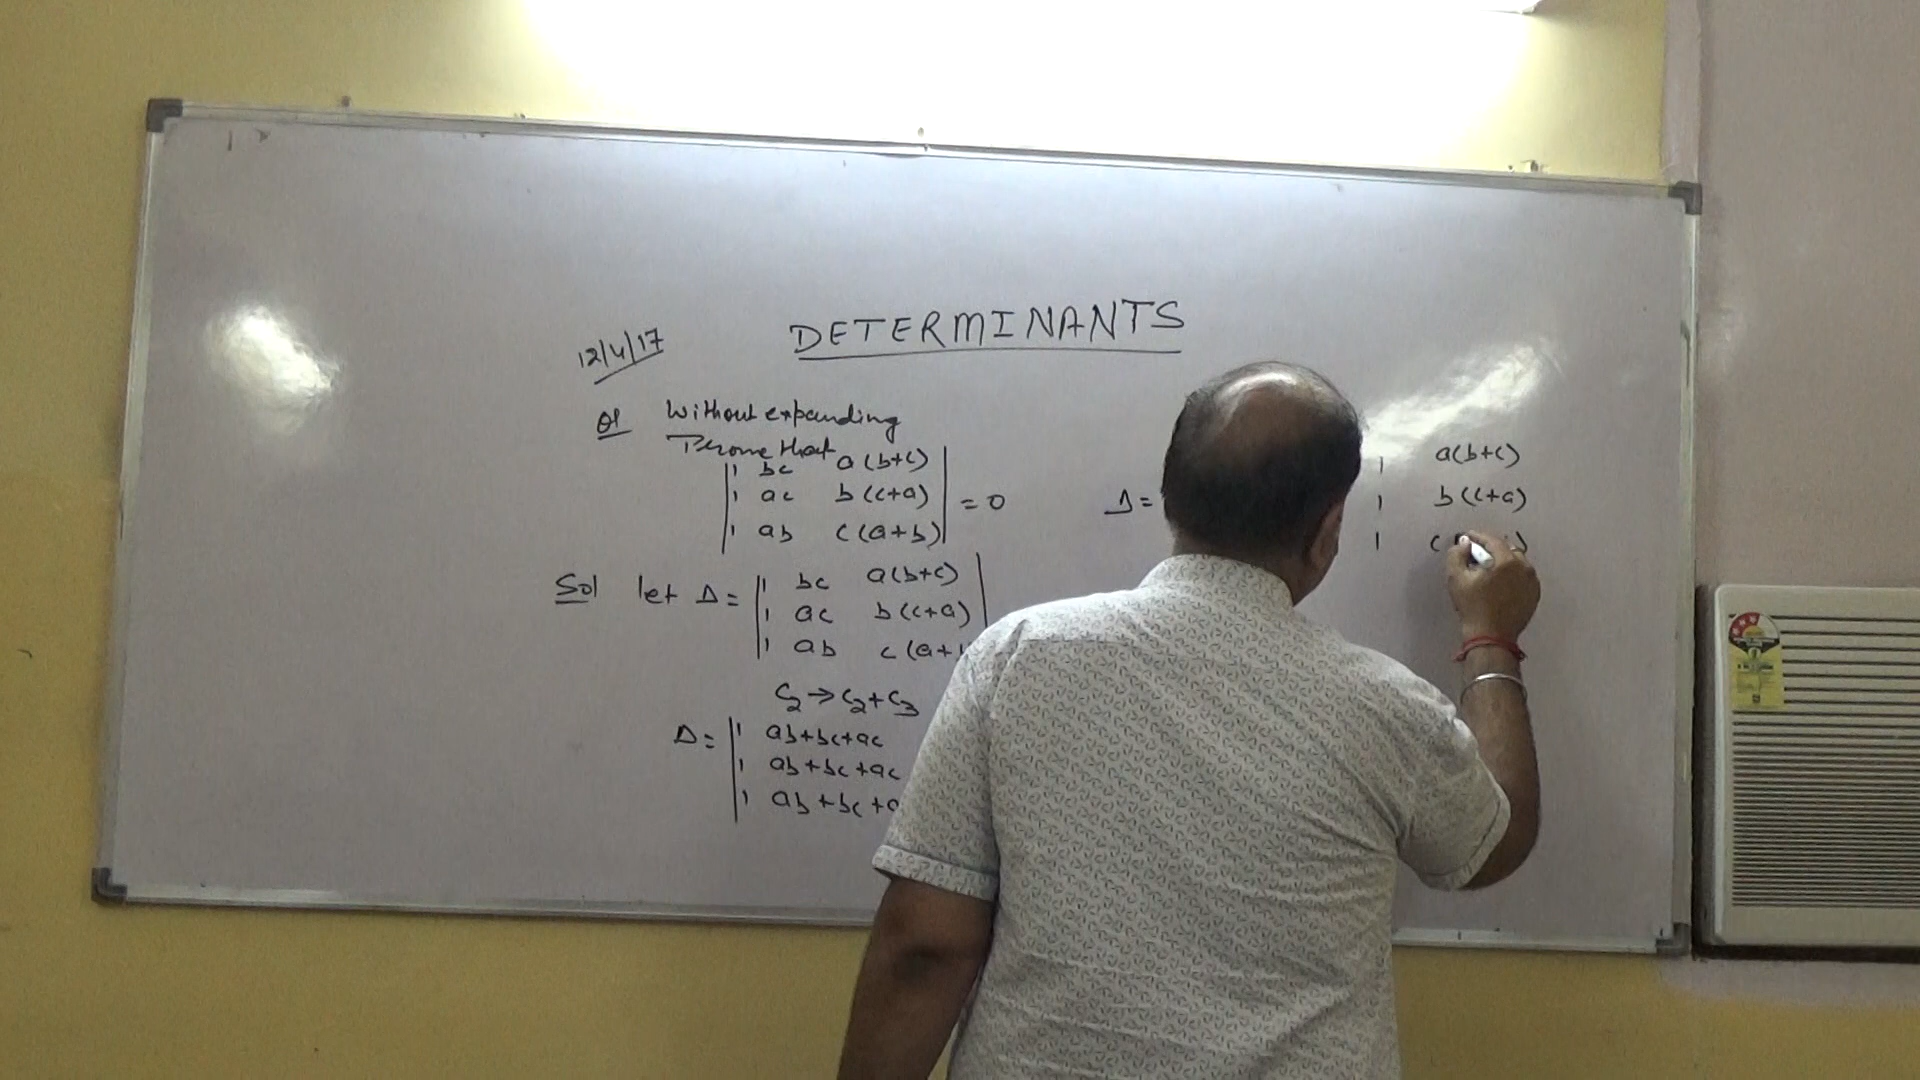 DETERMINANTS
12/4/17
Q1 Without expanding
Prove that
| 1 bc a(b+c) |
| 1 ac b(c+a) | = 0
| 1 ab c(a+b) |
Sol let Δ = | 1 bc a(b+c) |
| 1 ac b(c+a) |
| 1 ab c(a+
C₂ → C₂+C₃
Δ = | 1 ab+bc+ac
| 1 ab+bc+ac
| 1 ab+bc+
Δ =
1 a(b+c)
1 b(c+a)
1 c